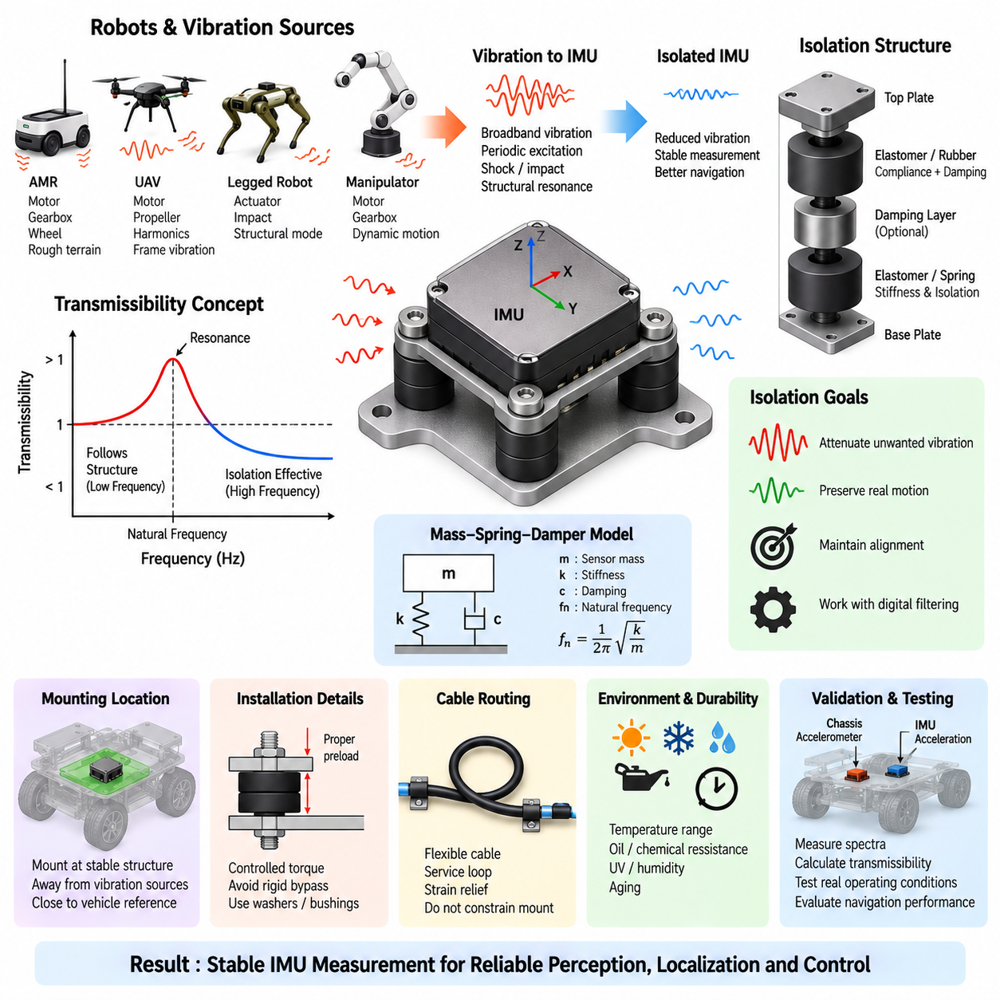 Robots & Vibration Sources
AMR
Motor
Gearbox
Wheel
Rough terrain
UAV
Motor
Propeller
Harmonics
Frame vibration
Legged Robot
Actuator
Impact
Structural mode
Manipulator
Motor
Gearbox
Dynamic motion
Vibration to IMU
Broadband vibration
Periodic excitation
Shock / impact
Structural resonance
Isolated IMU
Reduced vibration
Stable measurement
Better navigation
Isolation Structure
Top Plate
Elastomer / Rubber
Compliance + Damping
Damping Layer
(Optional)
Elastomer / Spring
Stiffness & Isolation
Base Plate
Transmissibility Concept
Resonance
> 1
1
< 1
Transmissibility
Follows
Structure
(Low Frequency)
Isolation Effective
(High Frequency)
Natural Frequency
Frequency (Hz)
Z
Z
X
Y
IMU
Isolation Goals
Attenuate unwanted vibration
Preserve real motion
Maintain alignment
Work with digital filtering
Mass–Spring–Damper Model
m
k
c
m : Sensor mass
k : Stiffness
c : Damping
fn : Natural frequency
fn = 1/2π √k/m
Mounting Location
Mount at stable structure
Away from vibration sources
Close to vehicle reference
Installation Details
Proper
preload
Controlled torque
Avoid rigid bypass
Use washers / bushings
Cable Routing
Flexible cable
Service loop
Strain relief
Do not constrain mount
Environment & Durability
Temperature range
Oil / chemical ressistance
UV / humidity
Aging
Validation & Testing
Chassis
Accelerometer
IMU
Acceleration
Measure spectra
Calculate transmissibility
Test real operating conditions
Evaluate navigation performance
Result : Stable IMU Measurement for Reliable Perception, Localization and Control